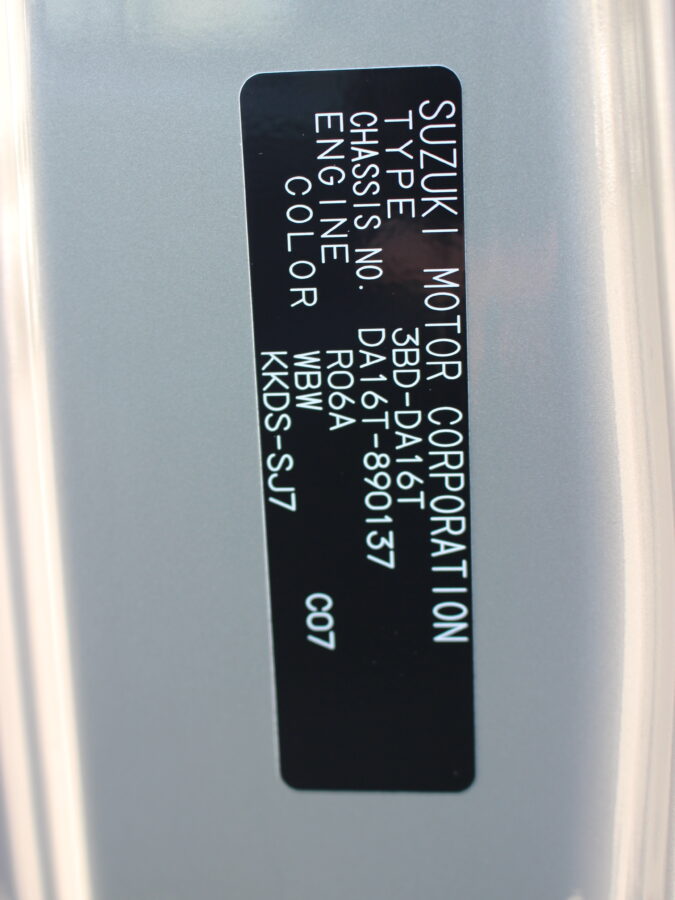 SUZUKI MOTOR CORPORATION
TYPE 3BD-DA16T
CHASSIS NO. DA16T-890137
ENGINE R06A
COLOR WBW C07
KKDS-SJ7